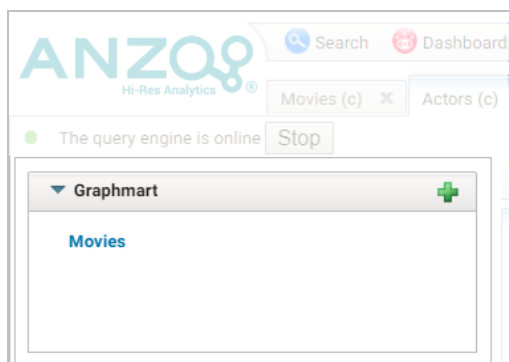 ANZO
Hi-Res Analytics ®
Search Dashboard
Movies (c) x Actors (c)
The query engine is online Stop
Graphmart
Movies